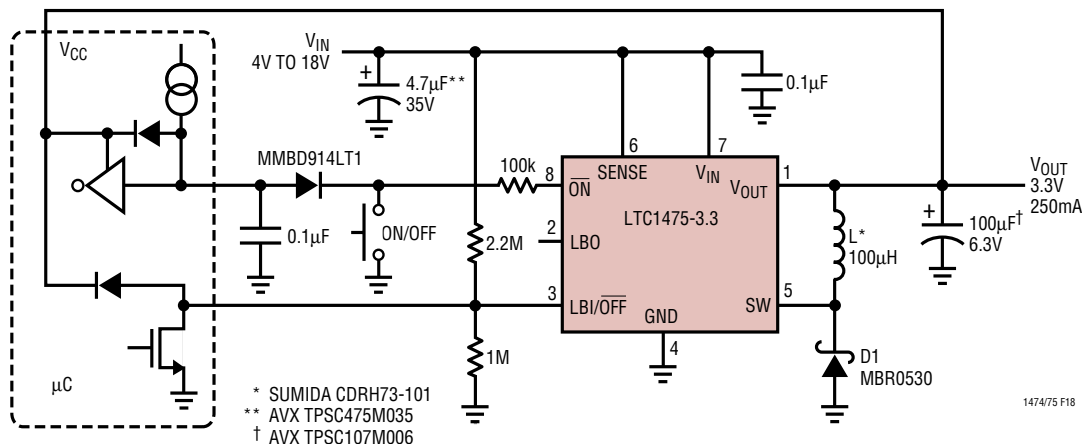 VCC
VIN
4V TO 18V
+
4.7µF**
35V
0.1µF
MMBD914LT1
100k
6
7
SENSE
VIN
8
ON
VOUT
1
VOUT
3.3V
250mA
LTC1475-3.3
+
100µF†
6.3V
L*
100µH
0.1µF
ON/OFF
2
LBO
2.2M
3
LBI/OFF
GND
SW
5
4
1M
D1
MBR0530
µC
* SUMIDA CDRH73-101
** AVX TPSC475M035
† AVX TPSC107M006
1474/75 F18